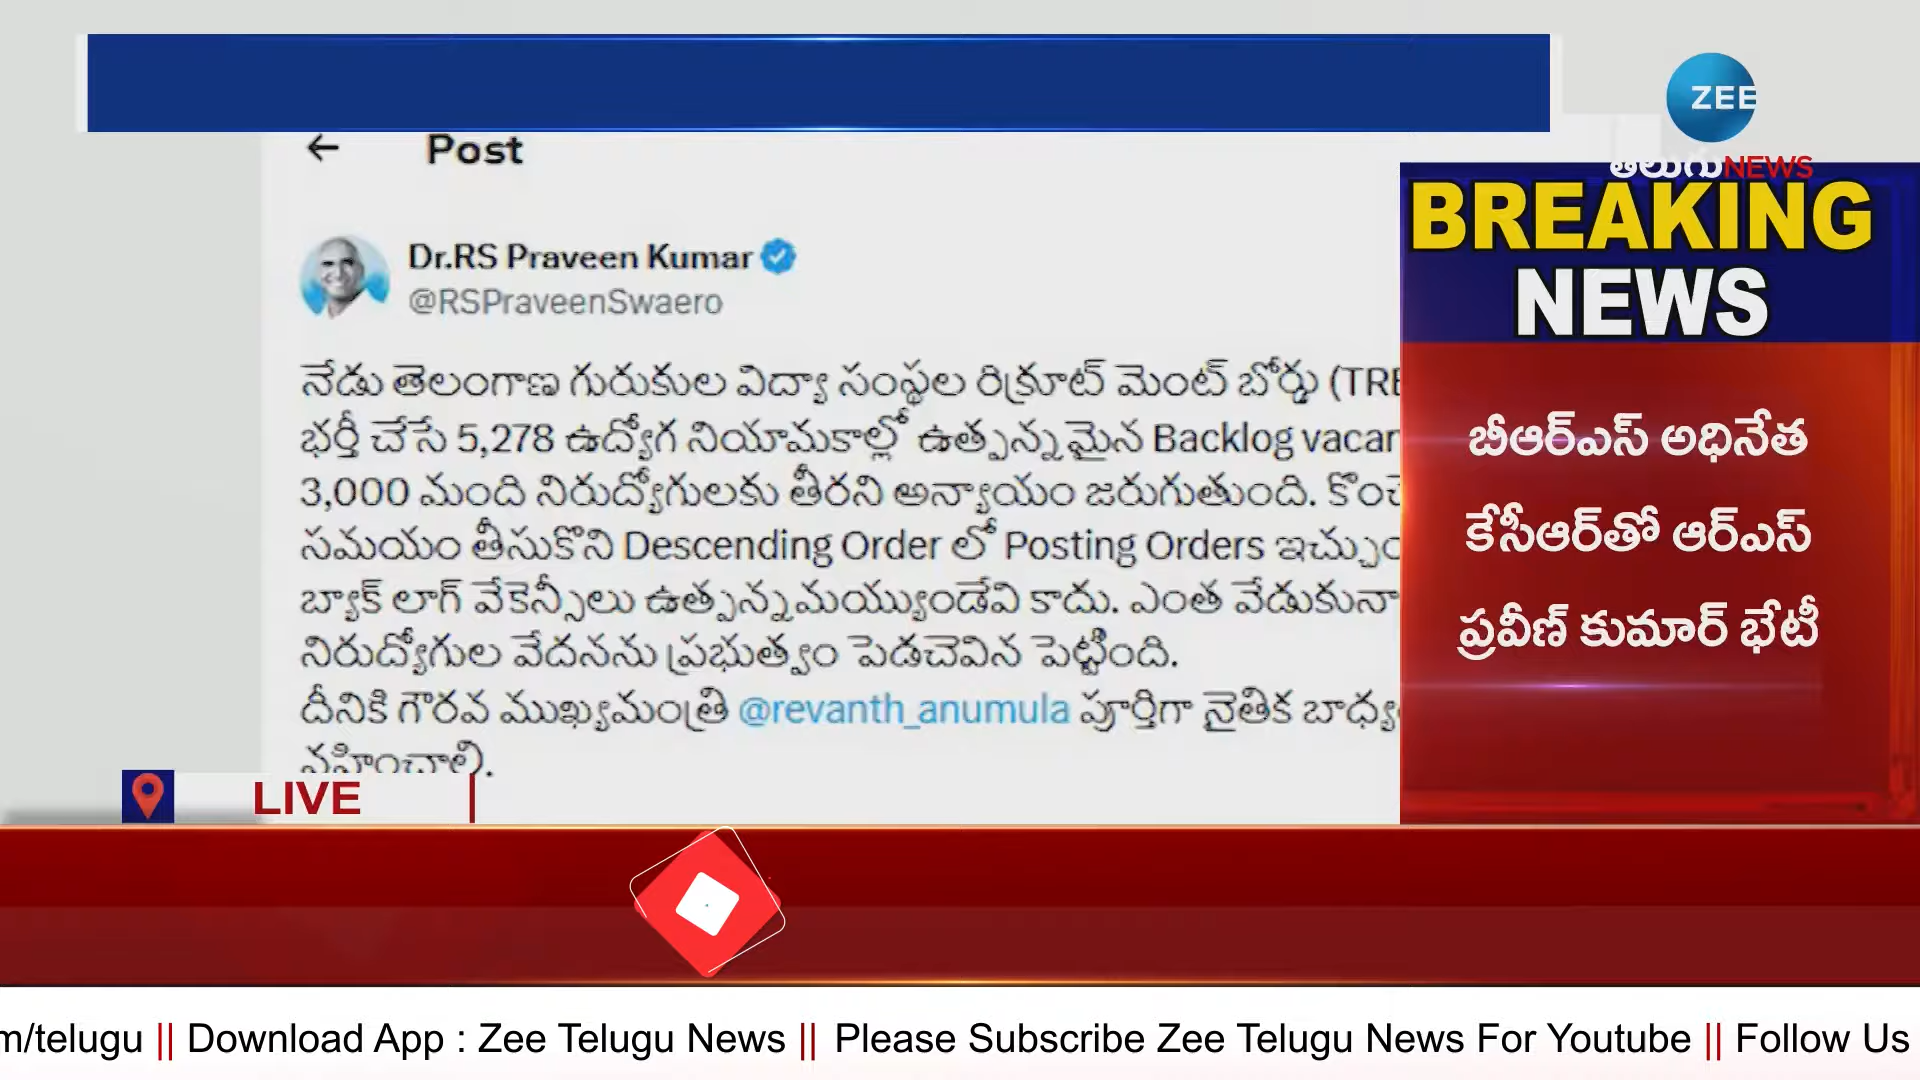 ZEE
తెలుగు NEWS
Post
Dr.RS Praveen Kumar
@RSPraveenSwaero
నేడు తెలంగాణ గురుకుల విద్యా సంస్థల రిక్రూట్ మెంట్ బోర్డు (TRE
భర్తీ చేసే 5,278 ఉద్యోగ నియామకాల్లో ఉత్పన్నమైన Backlog vacan
3,000 మంది నిరుద్యోగులకు తీరని అన్యాయం జరుగుతుంది. కొంచె
సమయం తీసుకొని Descending Order లో Posting Orders ఇచ్చుం
బ్యాక్ లాగ్ వేకెన్సీలు ఉత్పన్నమయ్యుండేవి కాదు. ఎంత వేడుకునా
నిరుద్యోగుల వేదనను ప్రభుత్వం పెడచెవిన పెట్టింది.
దీనికి గౌరవ ముఖ్యమంత్రి @revanth_anumula పూర్తిగా నైతిక బాధ్య
వహించాలి.
BREAKING
NEWS
బీఆర్ఎస్ అధినేత
కేసీఆర్‌తో ఆర్ఎస్
ప్రవీణ్ కుమార్ భేటీ
LIVE
m/telugu || Download App : Zee Telugu News || Please Subscribe Zee Telugu News For Youtube || Follow Us